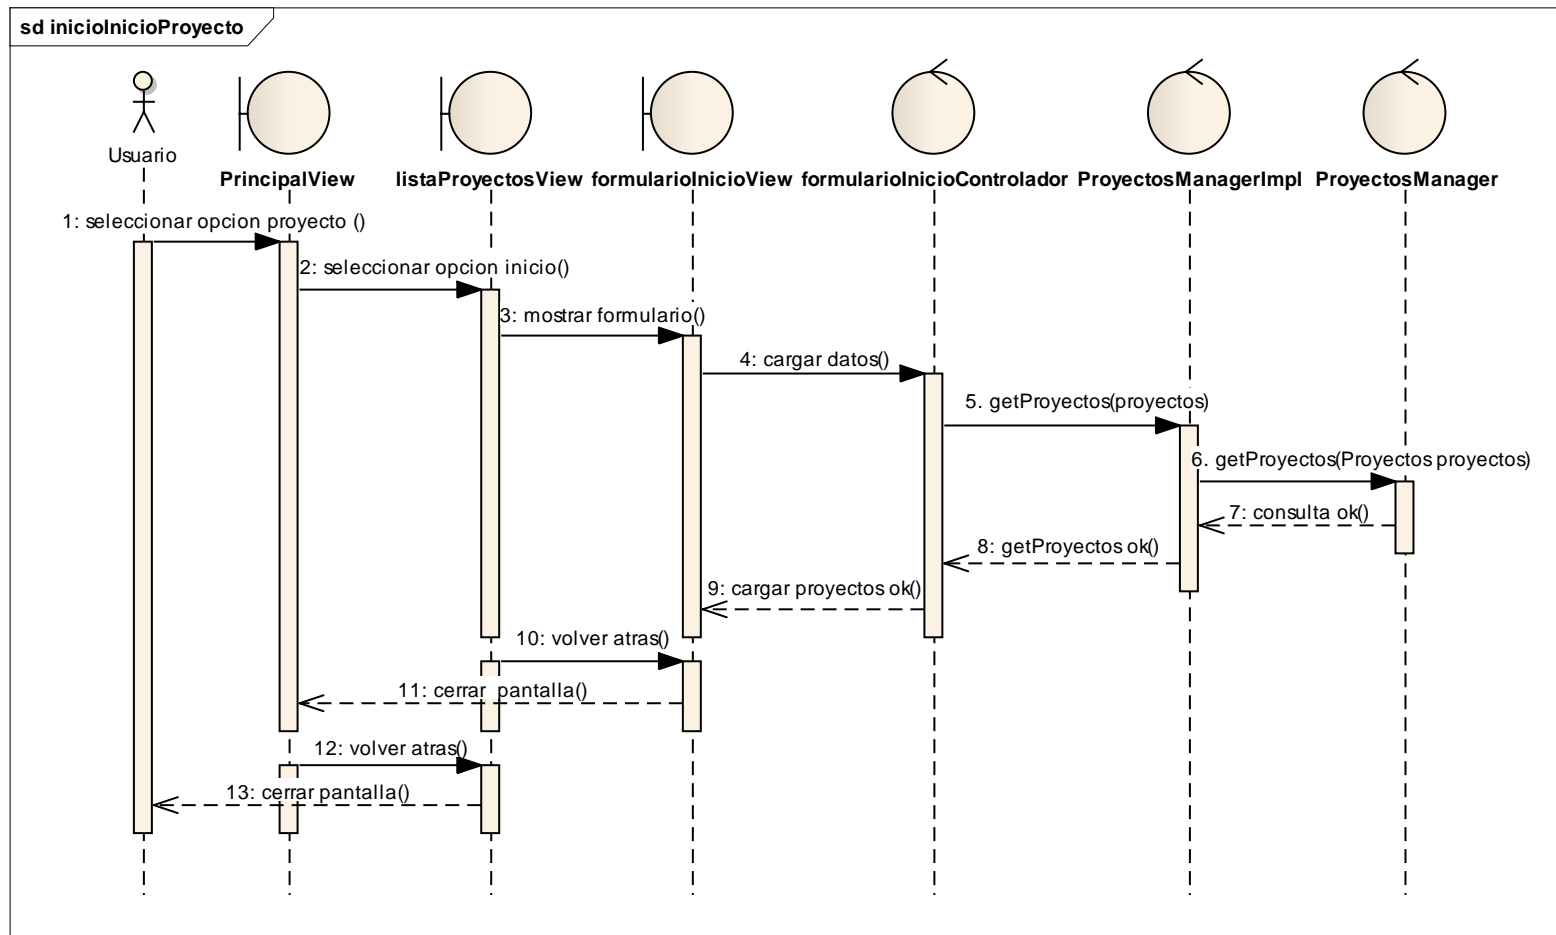 sd inicioInicioProyecto
Usuario
PrincipalView
listaProyectosView
formularioInicioView
formularioInicioControlador
ProyectosManagerImpl
ProyectosManager
1: seleccionar opcion proyecto ()
2: seleccionar opcion inicio()
3: mostrar formulario()
4: cargar datos()
5. getProyectos(proyectos)
6. getProyectos(Proyectos proyectos)
7: consulta ok()
8: getProyectos ok()
9: cargar proyectos ok()
10: volver atras()
11: cerrar pantalla()
12: volver atras()
13: cerrar pantalla()